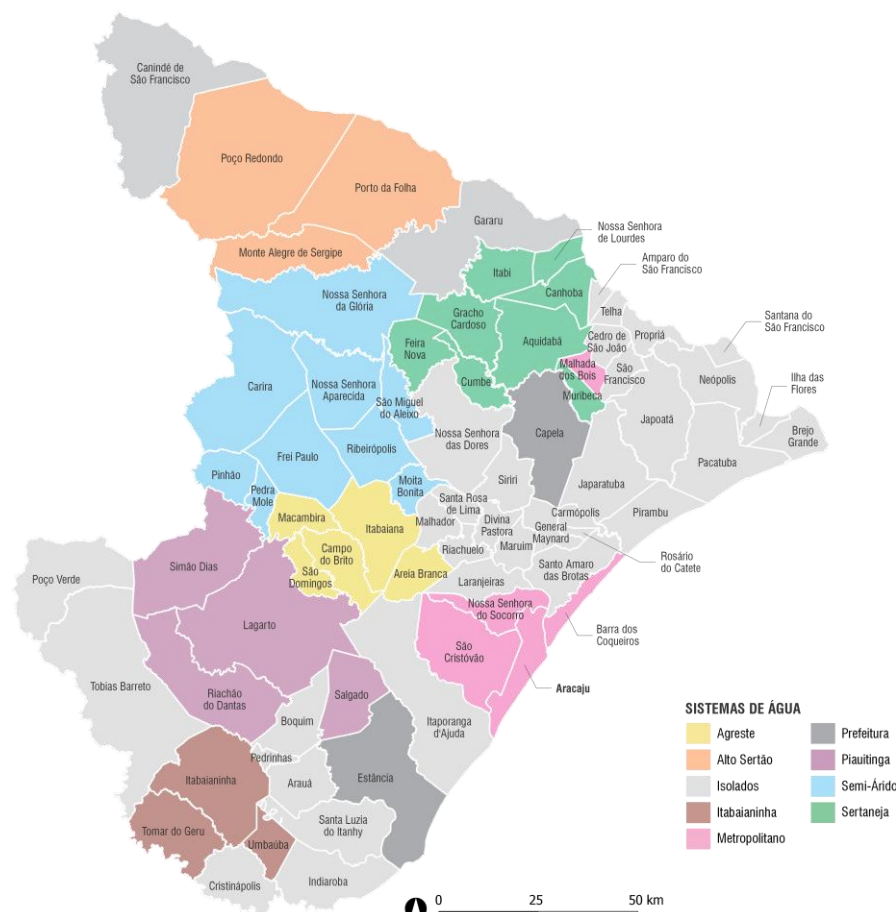 Canindé de
São Francisco
Poço Redondo
Porto da Folha
Gararu
Nossa Senhora
de Lourdes
Monte Alegre de Sergipe
Itabi
Amparo do
São Francisco
Nossa Senhora
da Glória
Canhoba
Telha
Santana do
São Francisco
Gracho
Cardoso
Aquidabã
Cedro de
São João
Propriá
Feira
Nova
Malhada
dos Bois
São
Francisco
Neópolis
Ilha das
Flores
Carira
Nossa Senhora
Aparecida
São Miguel
do Aleixo
Cumbe
Muribeca
Japoatã
Brejo
Grande
Nossa Senhora
das Dores
Capela
Pacatuba
Frei Paulo
Ribeirópolis
Pinhão
Pedra
Mole
Moita
Bonita
Siriri
Japaratuba
Macambira
Itabaiana
Santa Rosa
de Lima
Malhador
Divina
Pastora
Carmópolis
General
Maynard
Pirambu
Campo
do Brito
Riachuelo
Maruim
Rosário
do Catete
Simão Dias
São
Domingos
Areia Branca
Laranjeiras
Santo Amaro
das Brotas
Poço Verde
Nossa Senhora
do Socorro
Lagarto
São
Cristóvão
Barra dos
Coqueiros
Tobias Barreto
Riachão
do Dantas
Salgado
Aracaju
Boquim
Itaporanga
d'Ajuda
Pedrinhas
Itabaianinha
Arauá
Estância
Tomar do Geru
Umbaúba
Santa Luzia
do Itanhy
Cristinápolis
Indiaroba
SISTEMAS DE ÁGUA
Agreste
Alto Sertão
Isolados
Itabaianinha
Metropolitano
Prefeitura
Piauitinga
Semi-Árido
Sertaneja
0 25 50 km